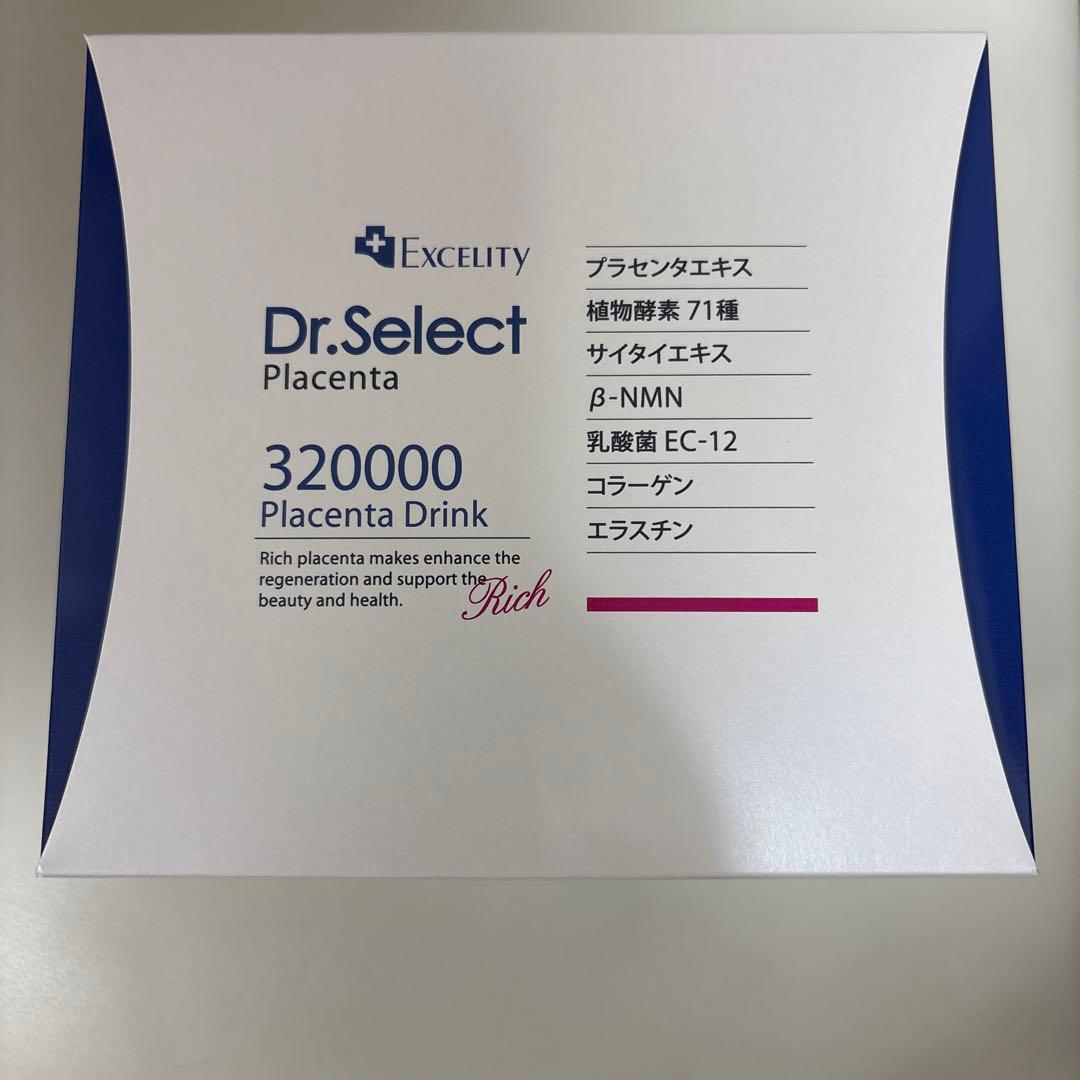 EXCELITY
Dr.Select
Placenta
320000
Placenta Drink
Rich placenta makes enhance the
regeneration and support the
beauty and health.
Rich
プラセンタエキス
植物酵素 71種
サイタイエキス
β-NMN
乳酸菌 EC-12
コラーゲン
エラスチン